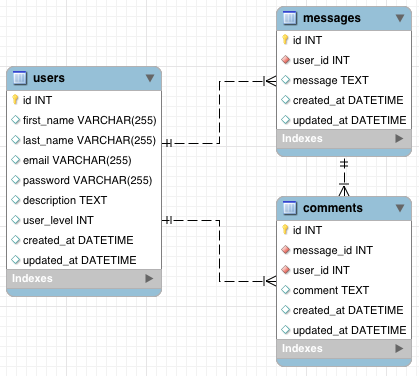 users
id INT
first_name VARCHAR(255)
last_name VARCHAR(255)
email VARCHAR(255)
password VARCHAR(255)
description TEXT
user_level INT
created_at DATETIME
updated_at DATETIME
Indexes
messages
id INT
user_id INT
message TEXT
created_at DATETIME
updated_at DATETIME
Indexes
comments
id INT
message_id INT
user_id INT
comment TEXT
created_at DATETIME
updated_at DATETIME
Indexes